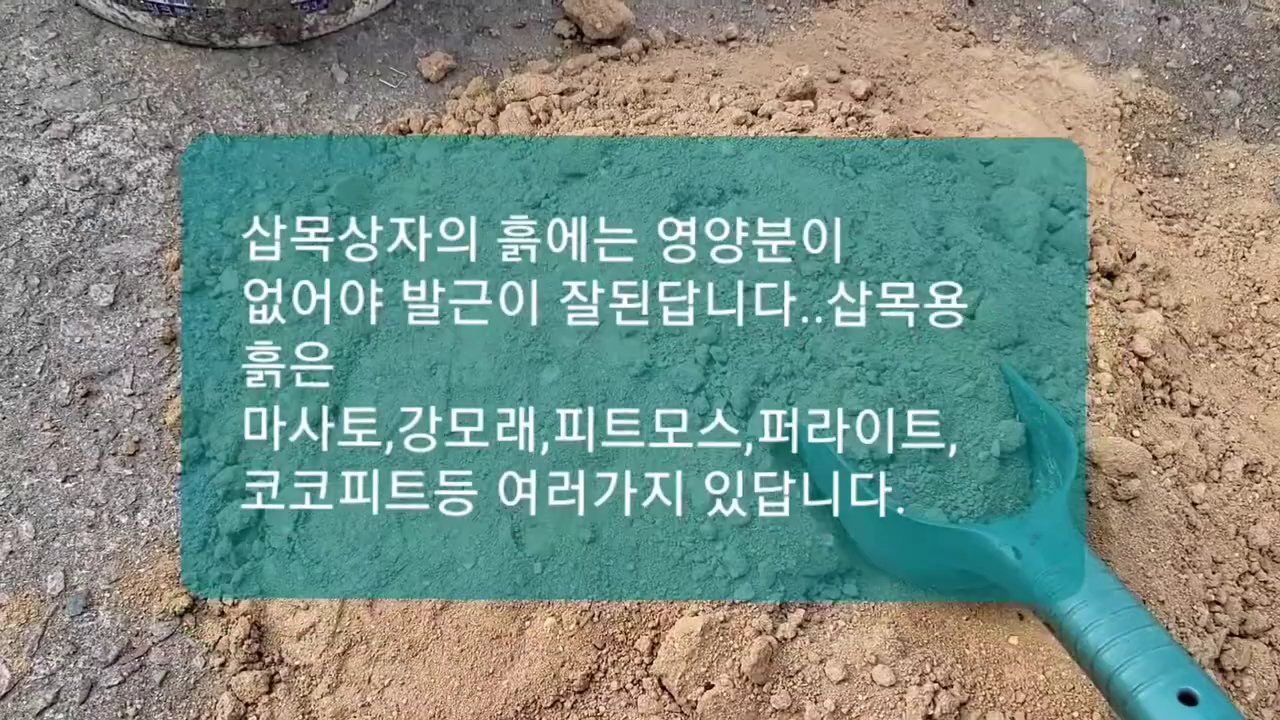 삽목상자의 흙에는 영양분이
없어야 발근이 잘된답니다..삽목용
흙은
마사토,강모래,피트모스,퍼라이트,
코코피트등 여러가지 있답니다.